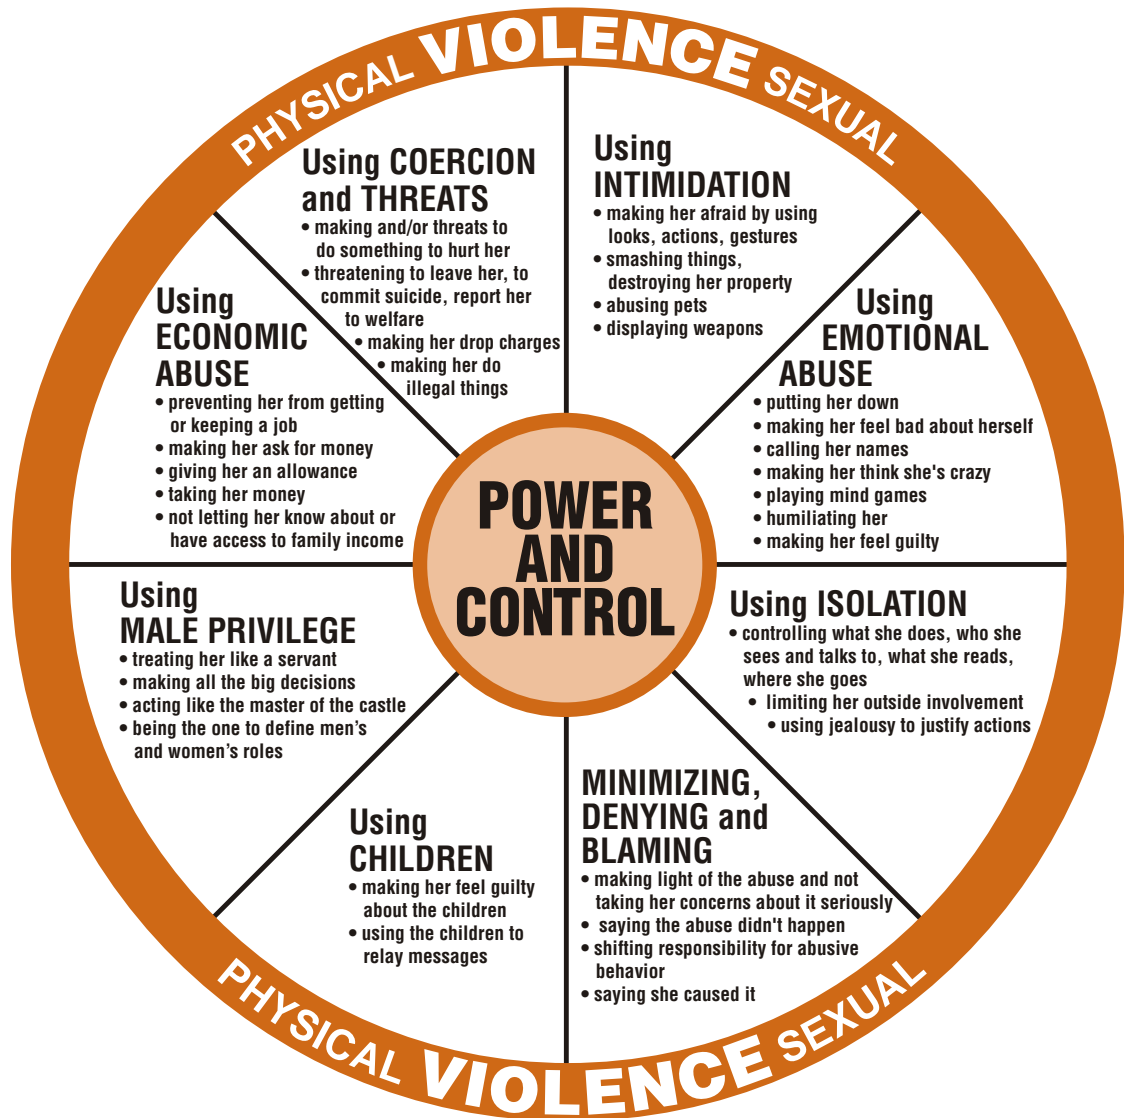 PHYSICAL VIOLENCE SEXUAL
Using COERCION
and THREATS
• making and/or threats to
do something to hurt her
• threatening to leave her, to
commit suicide, report her
to welfare
• making her drop charges
• making her do
illegal things
Using
INTIMIDATION
• making her afraid by using
looks, actions, gestures
• smashing things,
destroying her property
• abusing pets
• displaying weapons
Using
EMOTIONAL
ABUSE
• putting her down
• making her feel bad about herself
• calling her names
• making her think she's crazy
• playing mind games
• humiliating her
• making her feel guilty
Using ISOLATION
• controlling what she does, who she
sees and talks to, what she reads,
where she goes
• limiting her outside involvement
• using jealousy to justify actions
MINIMIZING,
DENYING and
BLAMING
• making light of the abuse and not
taking her concerns about it seriously
• saying the abuse didn't happen
• shifting responsibility for abusive
behavior
• saying she caused it
Using
CHILDREN
• making her feel guilty
about the children
• using the children to
relay messages
Using
MALE PRIVILEGE
• treating her like a servant
• making all the big decisions
• acting like the master of the castle
• being the one to define men’s
and women’s roles
Using
ECONOMIC
ABUSE
• preventing her from getting
or keeping a job
• making her ask for money
• giving her an allowance
• taking her money
• not letting her know about or
have access to family income
POWER
AND
CONTROL
PHYSICAL VIOLENCE SEXUAL